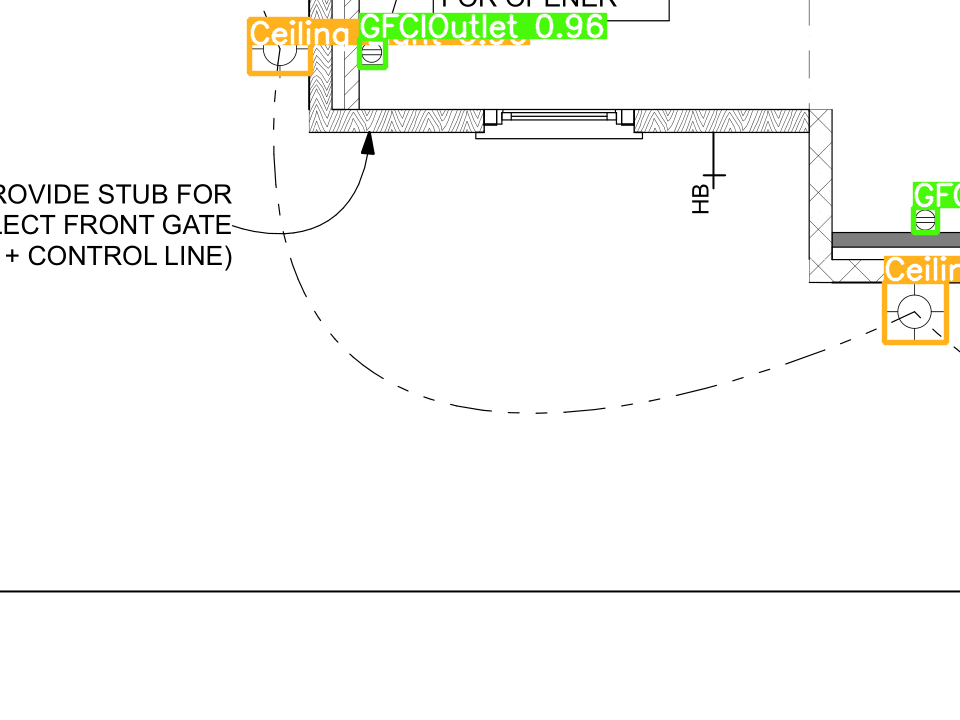 FOR OPENER
Ceiling
GFCIOutlet 0.96
ROVIDE STUB FOR
LECT FRONT GATE
+ CONTROL LINE)
HB
GFC
Ceilin